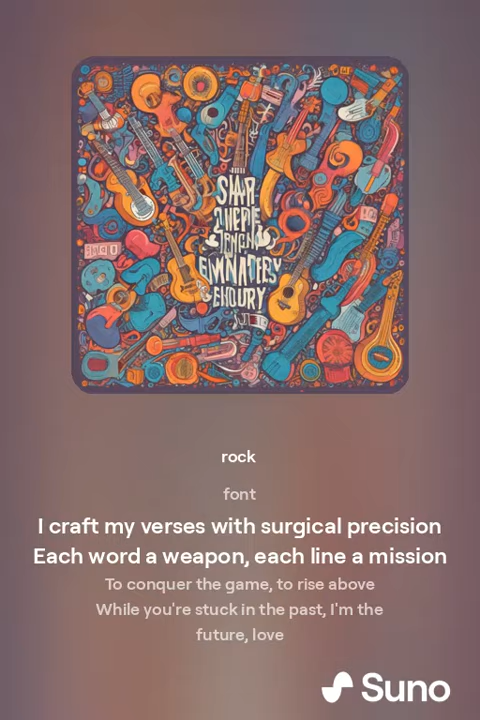 rock
font
I craft my verses with surgical precision
Each word a weapon, each line a mission
To conquer the game, to rise above
While you're stuck in the past, I'm the
future, love
Suno